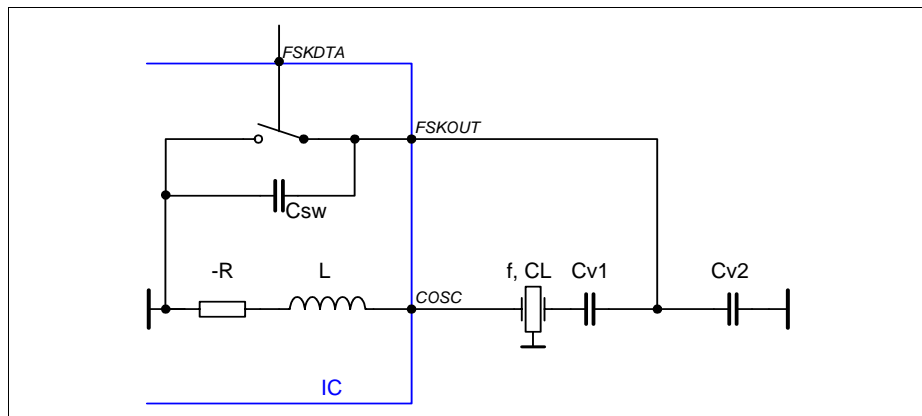 FSKDTA
FSKOUT
Csw
-R L f, CL Cv1 Cv2
COSC
IC